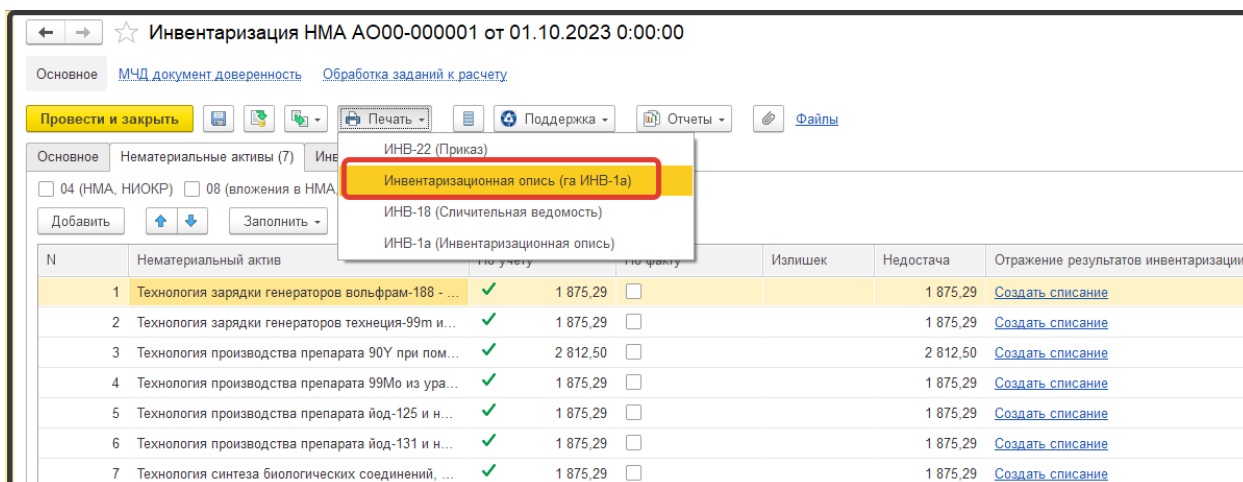 Инвентаризация НМА АО00-000001 от 01.10.2023 0:00:00
Основное МЧД документ доверенность Обработка заданий к расчету
Провести и закрыть Печать Поддержка Отчеты Файлы
Основное Нематериальные активы (7) Инв
ИНВ-22 (Приказ)
Инвентаризационная опись (га ИНВ-1а)
ИНВ-18 (Сличительная ведомость)
ИНВ-1а (Инвентаризационная опись)
04 (НМА, НИОКР) 08 (вложения в НМА,
Добавить Заполнить
N Нематериальный актив По учету По факту Излишек Недостача Отражение результатов инвентаризации
1 Технология зарядки генераторов вольфрам-188 - ... 1 875,29 1 875,29 Создать списание
2 Технология зарядки генераторов технеция-99m и... 1 875,29 1 875,29 Создать списание
3 Технология производства препарата 90Y при пом... 2 812,50 2 812,50 Создать списание
4 Технология производства препарата 99Мо из ура... 1 875,29 1 875,29 Создать списание
5 Технология производства препарата йод-125 и н... 1 875,29 1 875,29 Создать списание
6 Технология производства препарата йод-131 и н... 1 875,29 1 875,29 Создать списание
7 Технология синтеза биологических соединений, ... 1 875,29 1 875,29 Создать списание